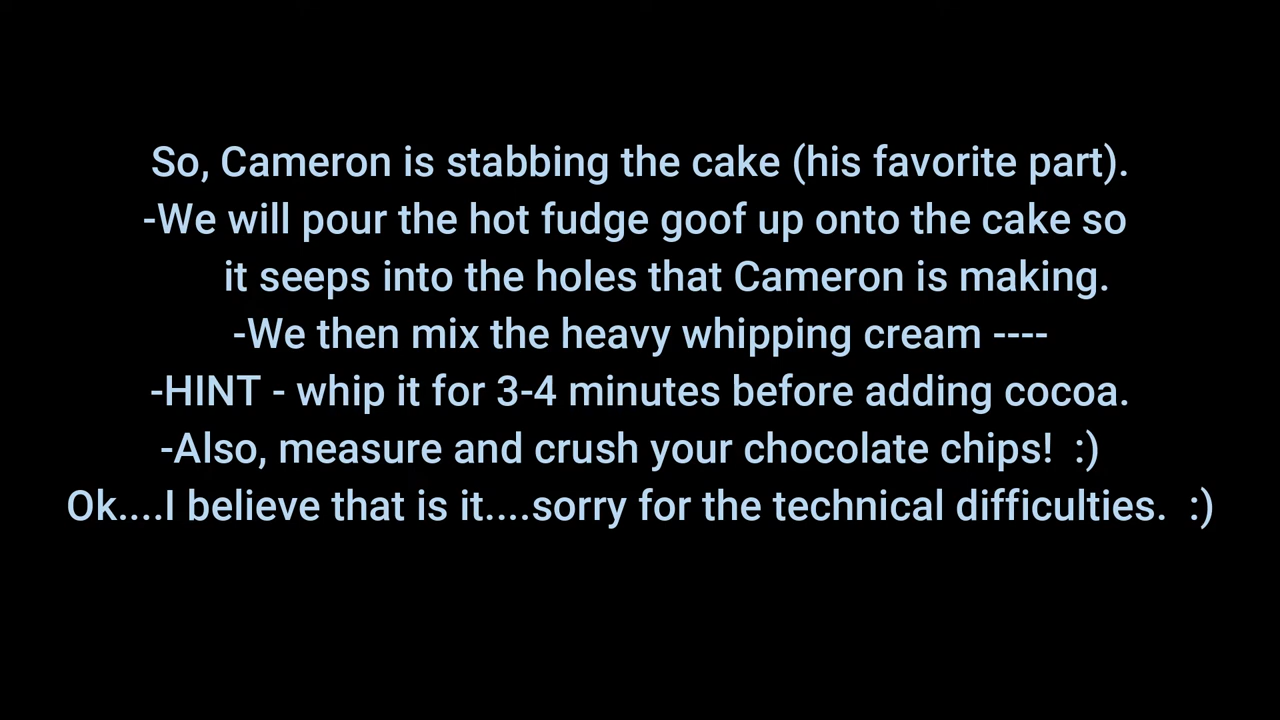 So, Cameron is stabbing the cake (his favorite part).
-We will pour the hot fudge goof up onto the cake so
it seeps into the holes that Cameron is making.
-We then mix the heavy whipping cream ----
-HINT - whip it for 3-4 minutes before adding cocoa.
-Also, measure and crush your chocolate chips!  :)
Ok....I believe that is it....sorry for the technical difficulties.  :)